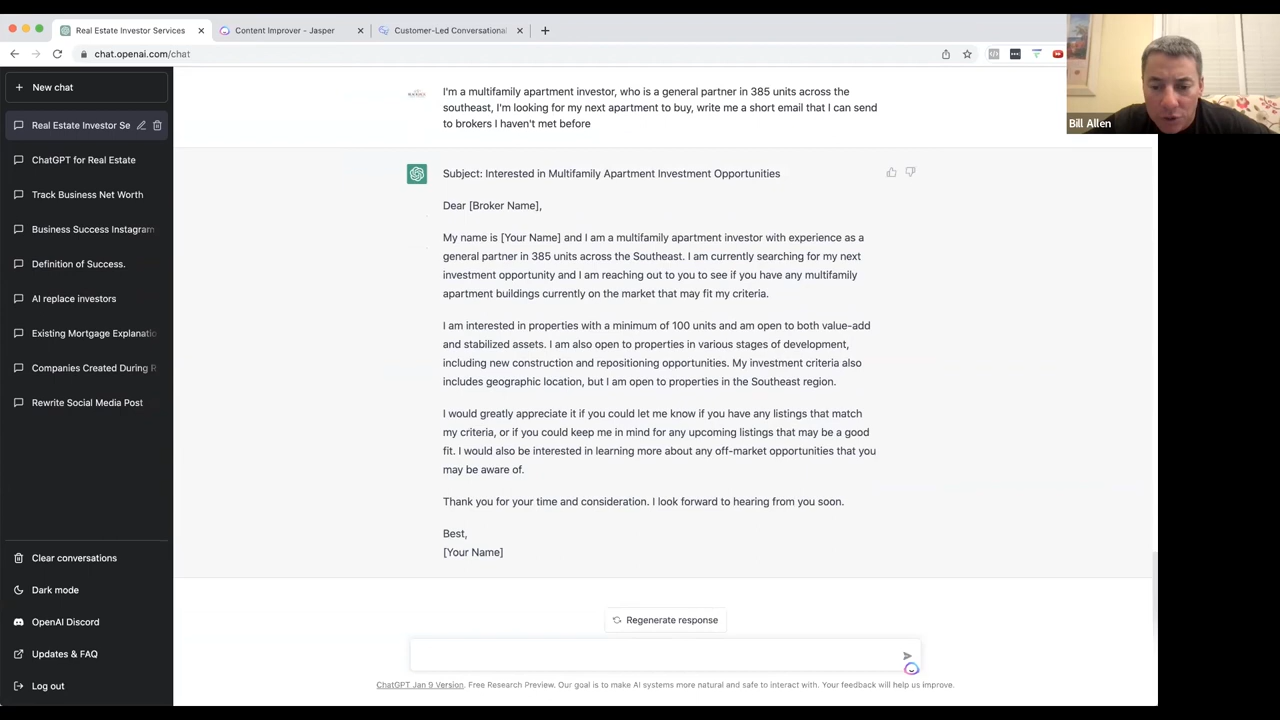 Real Estate Investor Services
Content Improver - Jasper
Customer-Led Conversational
chat.openai.com/chat
Bill Allen
New chat
Real Estate Investor Se
ChatGPT for Real Estate
Track Business Net Worth
Business Success Instagram
Definition of Success.
AI replace investors
Existing Mortgage Explanatio
Companies Created During R
Rewrite Social Media Post
Clear conversations
Dark mode
OpenAI Discord
Updates & FAQ
Log out
I'm a multifamily apartment investor, who is a general partner in 385 units across the
southeast, I'm looking for my next apartment to buy, write me a short email that I can send
to brokers I haven't met before
Subject: Interested in Multifamily Apartment Investment Opportunities
Dear [Broker Name],
My name is [Your Name] and I am a multifamily apartment investor with experience as a
general partner in 385 units across the Southeast. I am currently searching for my next
investment opportunity and I am reaching out to you to see if you have any multifamily
apartment buildings currently on the market that may fit my criteria.
I am interested in properties with a minimum of 100 units and am open to both value-add
and stabilized assets. I am also open to properties in various stages of development,
including new construction and repositioning opportunities. My investment criteria also
includes geographic location, but I am open to properties in the Southeast region.
I would greatly appreciate it if you could let me know if you have any listings that match
my criteria, or if you could keep me in mind for any upcoming listings that may be a good
fit. I would also be interested in learning more about any off-market opportunities that you
may be aware of.
Thank you for your time and consideration. I look forward to hearing from you soon.
Best,
[Your Name]
Regenerate response
ChatGPT Jan 9 Version. Free Research Preview. Our goal is to make AI systems more natural and safe to interact with. Your feedback will help us improve.